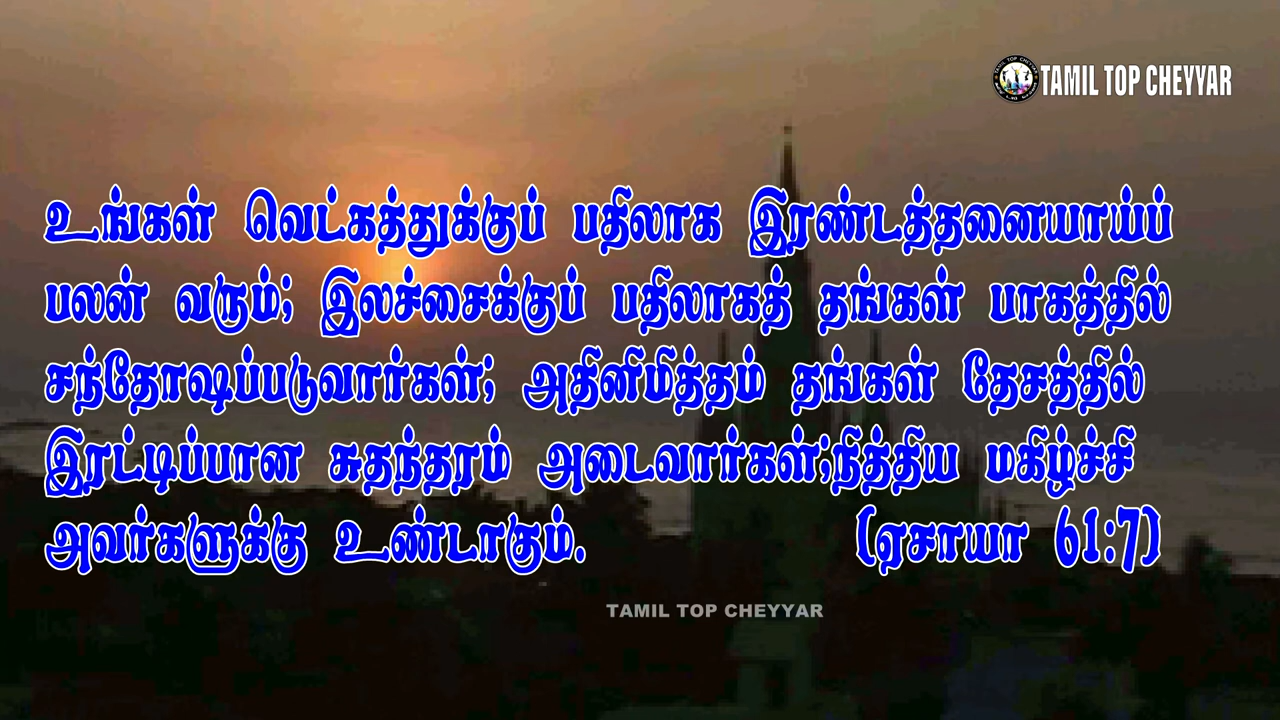 TAMIL TOP CHEYYAR
உங்கள் வெட்கத்துக்குப் பதிலாக இரண்டத்தனையாய்ப்
பலன் வரும்; இலச்சைக்குப் பதிலாகத் தங்கள் பாகத்தில்
சந்தோஷப்படுவார்கள்; அதினிமித்தம் தங்கள் தேசத்தில்
இரட்டிப்பான சுதந்தரம் அடைவார்கள்;நித்திய மகிழ்ச்சி
அவர்களுக்கு உண்டாகும். (ஏசாயா 61:7)
TAMIL TOP CHEYYAR